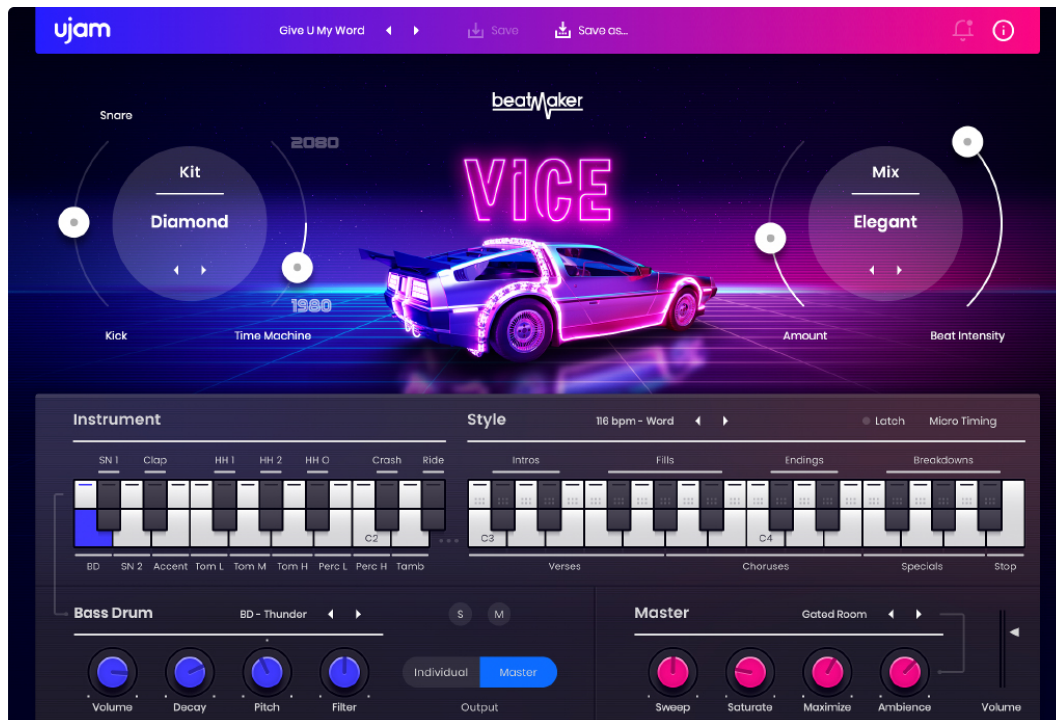 ujam
Give U My Word
Save
Save as...
beatMaker
VICE
Snare
2080
Kit
Diamond
1980
Kick
Time Machine
Mix
Elegant
Amount
Beat Intensity
Instrument
SN 1 Clap HH 1 HH 2 HH O Crash Ride
C2
BD SN 2 Accent Tom L Tom M Tom H Perc L Perc H Tamb
Style
116 bpm - Word
Latch
Micro Timing
Intros Fills Endings Breakdowns
C3 C4
Verses Choruses Specials Stop
Bass Drum
BD - Thunder
S M
Volume Decay Pitch Filter
Individual Master
Output
Master
Gated Room
Sweep Saturate Maximize Ambience
Volume